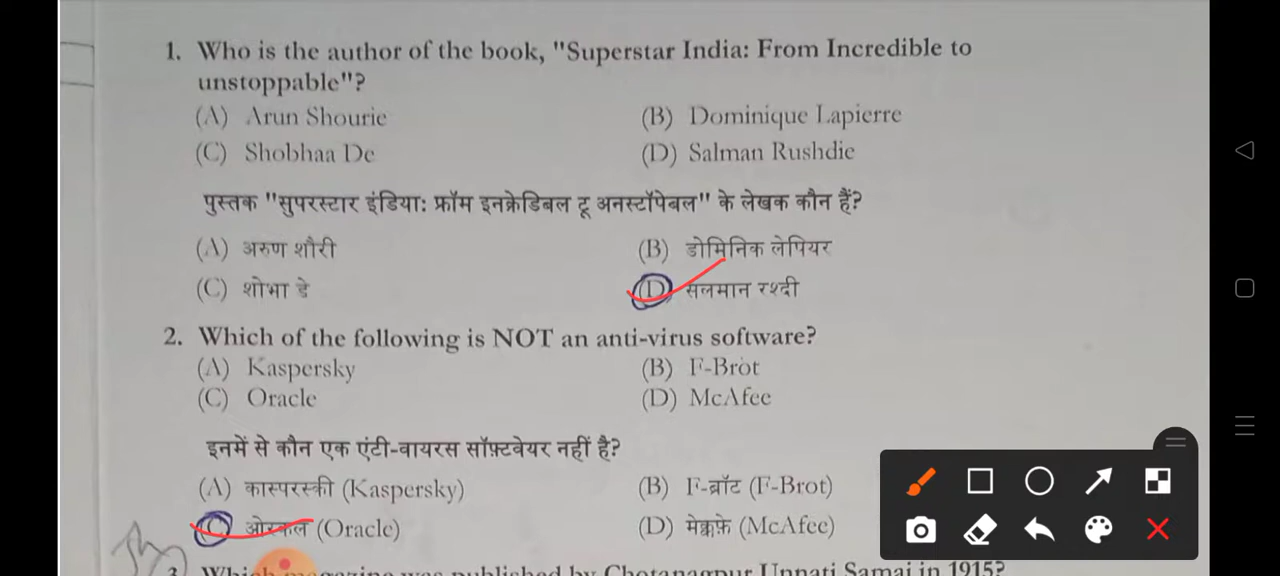 1. Who is the author of the book, "Superstar India: From Incredible to
unstoppable"?
(A) Arun Shourie (B) Dominique Lapierre
(C) Shobhaa De (D) Salman Rushdie
पुस्तक "सुपरस्टार इंडिया: फ्रॉम इनक्रेडिबल टू अनस्टॉपेबल" के लेखक कौन हैं?
(A) अरुण शौरी (B) डोमिनिक लेपियर
(C) शोभा डे (D) सलमान रश्दी
2. Which of the following is NOT an anti-virus software?
(A) Kaspersky (B) F-Brot
(C) Oracle (D) McAfee
इनमें से कौन एक एंटी-वायरस सॉफ़्टवेयर नहीं है?
(A) कास्परस्की (Kaspersky) (B) F-ब्रॉट (F-Brot)
(C) ओरकल (Oracle) (D) मेक्कफ़े (McAfee)
3. Which magazine was published by Chotanagpur Unnati Samaj in 1915?